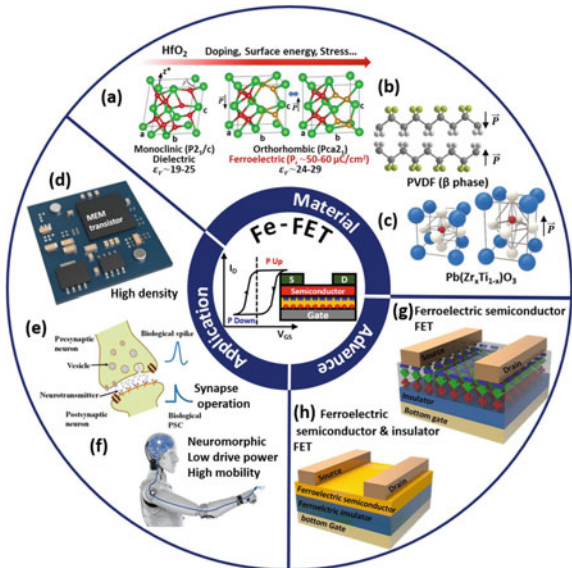 HfO₂ Doping, Surface energy, Stress...
(a)
c*
c
a
b
P
c
a
b
P
c
a
b
Monoclinic (P2₁/c)
Dielectric
εᵣ~19-25
Orthorhombic (Pca2₁)
Ferroelectric (Pᵣ ~50-60 μC/cm²)
εᵣ~24-29
(b)
P
P
PVDF (β phase)
(c)
P
Pb(ZrₓTi₁₋ₓ)O₃
(d)
MEM
transistor
High density
Material
Application
Advance
Fe-FET
I_D
P Up
P Down
V_GS
S
D
Semiconductor
Gate
(e)
Presynaptic
neuron
Vesicle
Neurotransmitter
Postsynaptic
neuron
Biological spike
Synapse
operation
Biological
PSC
(f)
Neuromorphic
Low drive power
High mobility
(g) Ferroelectric semiconductor
FET
Source
Drain
Insulator
Bottom gate
(h) Ferroelectric
semiconductor & insulator
FET
Source
Drain
Ferroelectric semiconductor
Ferroelctric insulator
bottom Gate